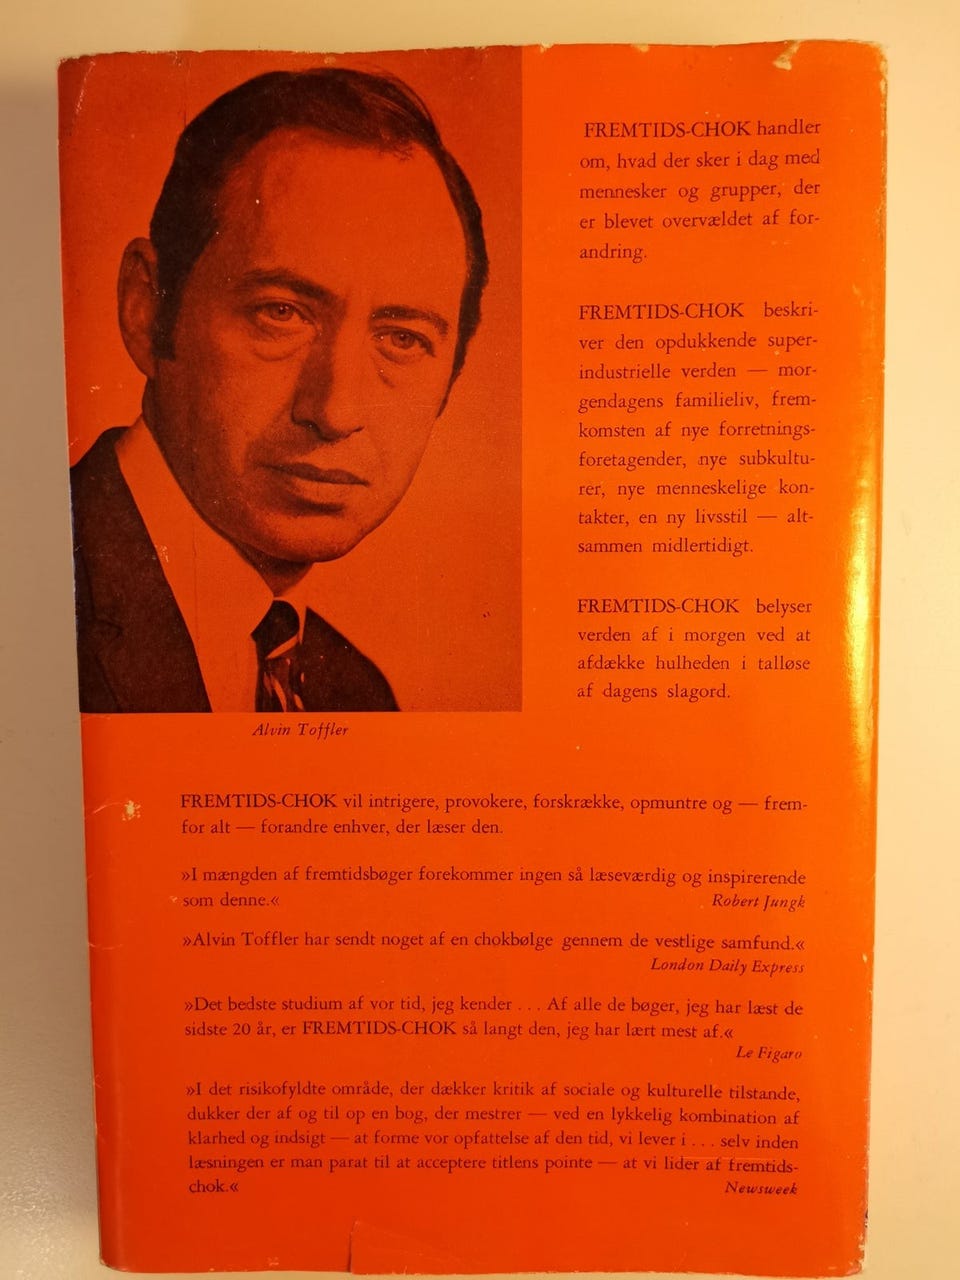 FREMTIDS-CHOK handler
om, hvad der sker i dag med
mennesker og grupper, der
er blevet overvældet af for-
andring.
FREMTIDS-CHOK beskri-
ver den opdukkende super-
industrielle verden — mor-
gendagens familieliv, frem-
komsten af nye forretnings-
foretagender, nye subkultu-
rer, nye menneskelige kon-
takter, en ny livsstil — alt-
sammen midlertidigt.
FREMTIDS-CHOK belyser
verden af i morgen ved at
afdække hulheden i talløse
af dagens slagord.
Alvin Toffler
FREMTIDS-CHOK vil intrigere, provokere, forskrække, opmuntre og — frem-
for alt — forandre enhver, der læser den.
»I mængden af fremtidsbøger forekommer ingen så læseværdig og inspirerende
som denne.« Robert Jungk
»Alvin Toffler har sendt noget af en chokbølge gennem de vestlige samfund.«
London Daily Express
»Det bedste studium af vor tid, jeg kender . . . Af alle de bøger, jeg har læst de
sidste 20 år, er FREMTIDS-CHOK så langt den, jeg har lært mest af.«
Le Figaro
»I det risikofyldte område, der dækker kritik af sociale og kulturelle tilstande,
dukker der af og til op en bog, der mestrer — ved en lykkelig kombination af
klarhed og indsigt — at forme vor opfattelse af den tid, vi lever i . . . selv inden
læsningen er man parat til at acceptere titlens pointe — at vi lider af fremtids-
chok.« Newsweek